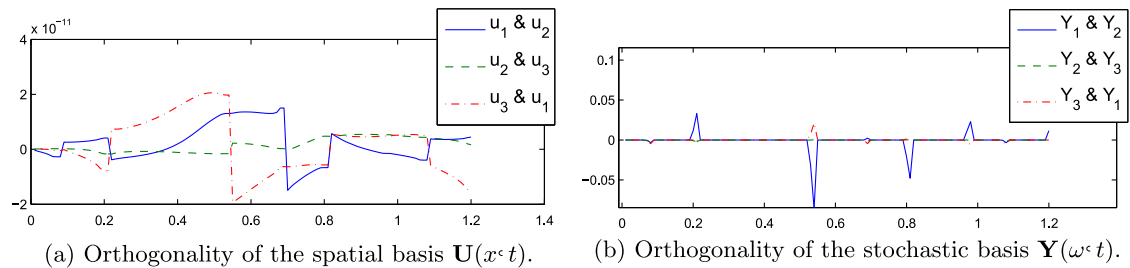 × 10⁻¹¹
4
2
0
−2
0 0.2 0.4 0.6 0.8 1 1.2 1.4
u₁ & u₂
u₂ & u₃
u₃ & u₁
(a) Orthogonality of the spatial basis U(x‘ t).
0.1
0.05
0
−0.05
0 0.2 0.4 0.6 0.8 1 1.2
Y₁ & Y₂
Y₂ & Y₃
Y₃ & Y₁
(b) Orthogonality of the stochastic basis Y(ω‘ t).